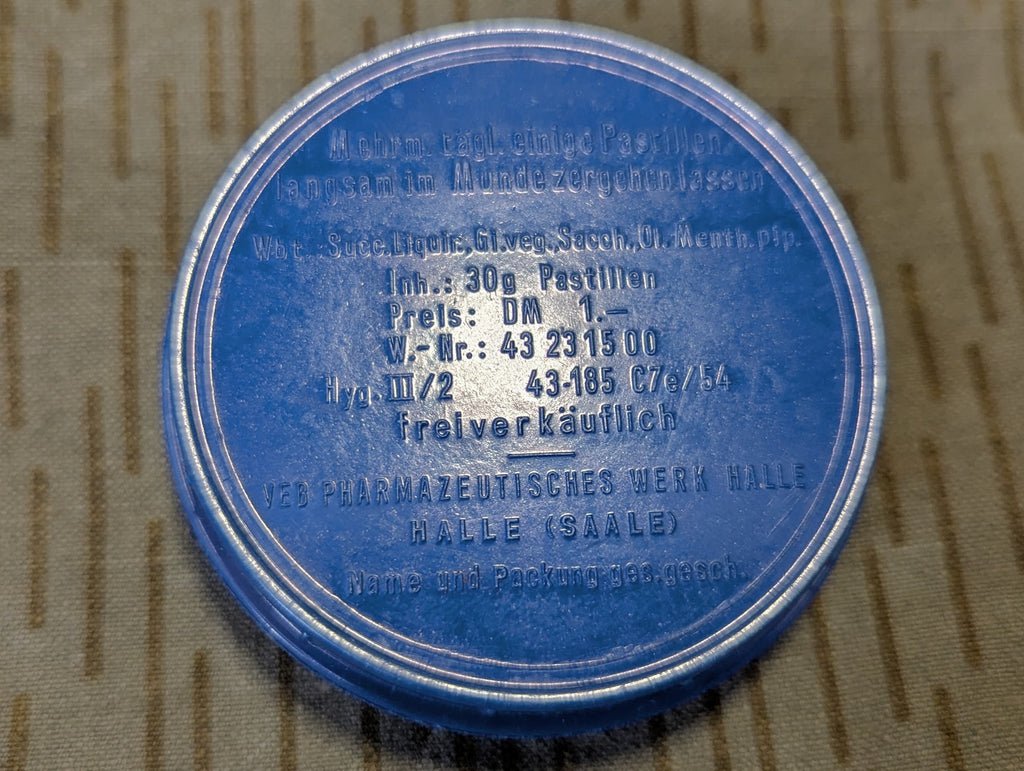 Mehrm. tägl. einige Pastillen
langsam im Munde zergehen lassen
Wbt.: Succ.Liquir.,Gi.veg.,Sacch.,Ol. Menth.pip.
Inh.: 30g Pastillen
Preis: DM 1.—
W.-Nr.: 43 23 15 00
Hyg. III/2 43-185 C7e/54
freiverkäuflich
VEB PHARMAZEUTISCHES WERK HALLE
HALLE (SAALE)
Name und Packung ges.gesch.